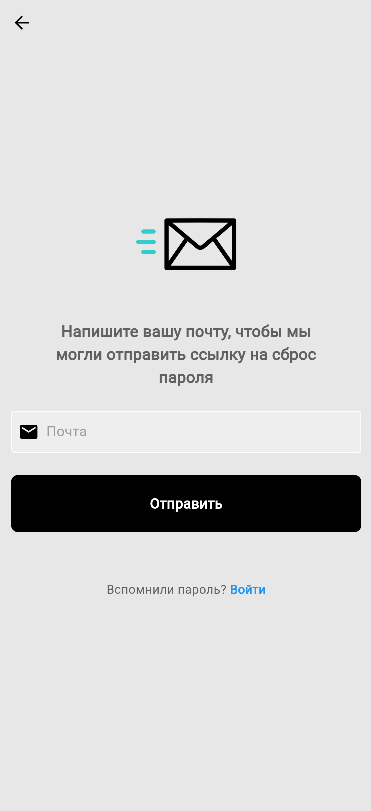 Напишите вашу почту, чтобы мы
могли отправить ссылку на сброс
пароля
Почта
Отправить
Вспомнили пароль? Войти